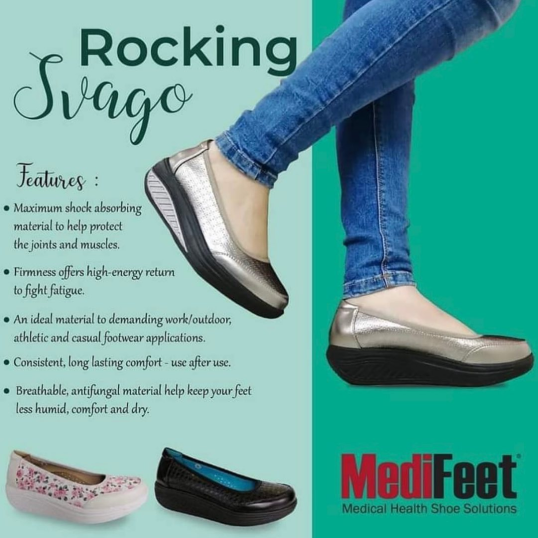 Rocking
Svago
Features :
• Maximum shock absorbing
material to help protect
the joints and muscles.
• Firmness offers high-energy return
to fight fatigue.
• An ideal material to demanding work/outdoor,
athletic and casual footwear applications.
• Consistent, long lasting comfort - use after use.
• Breathable, antifungal material help keep your feet
less humid, comfort and dry.
MediFeet®
Medical Health Shoe Solutions